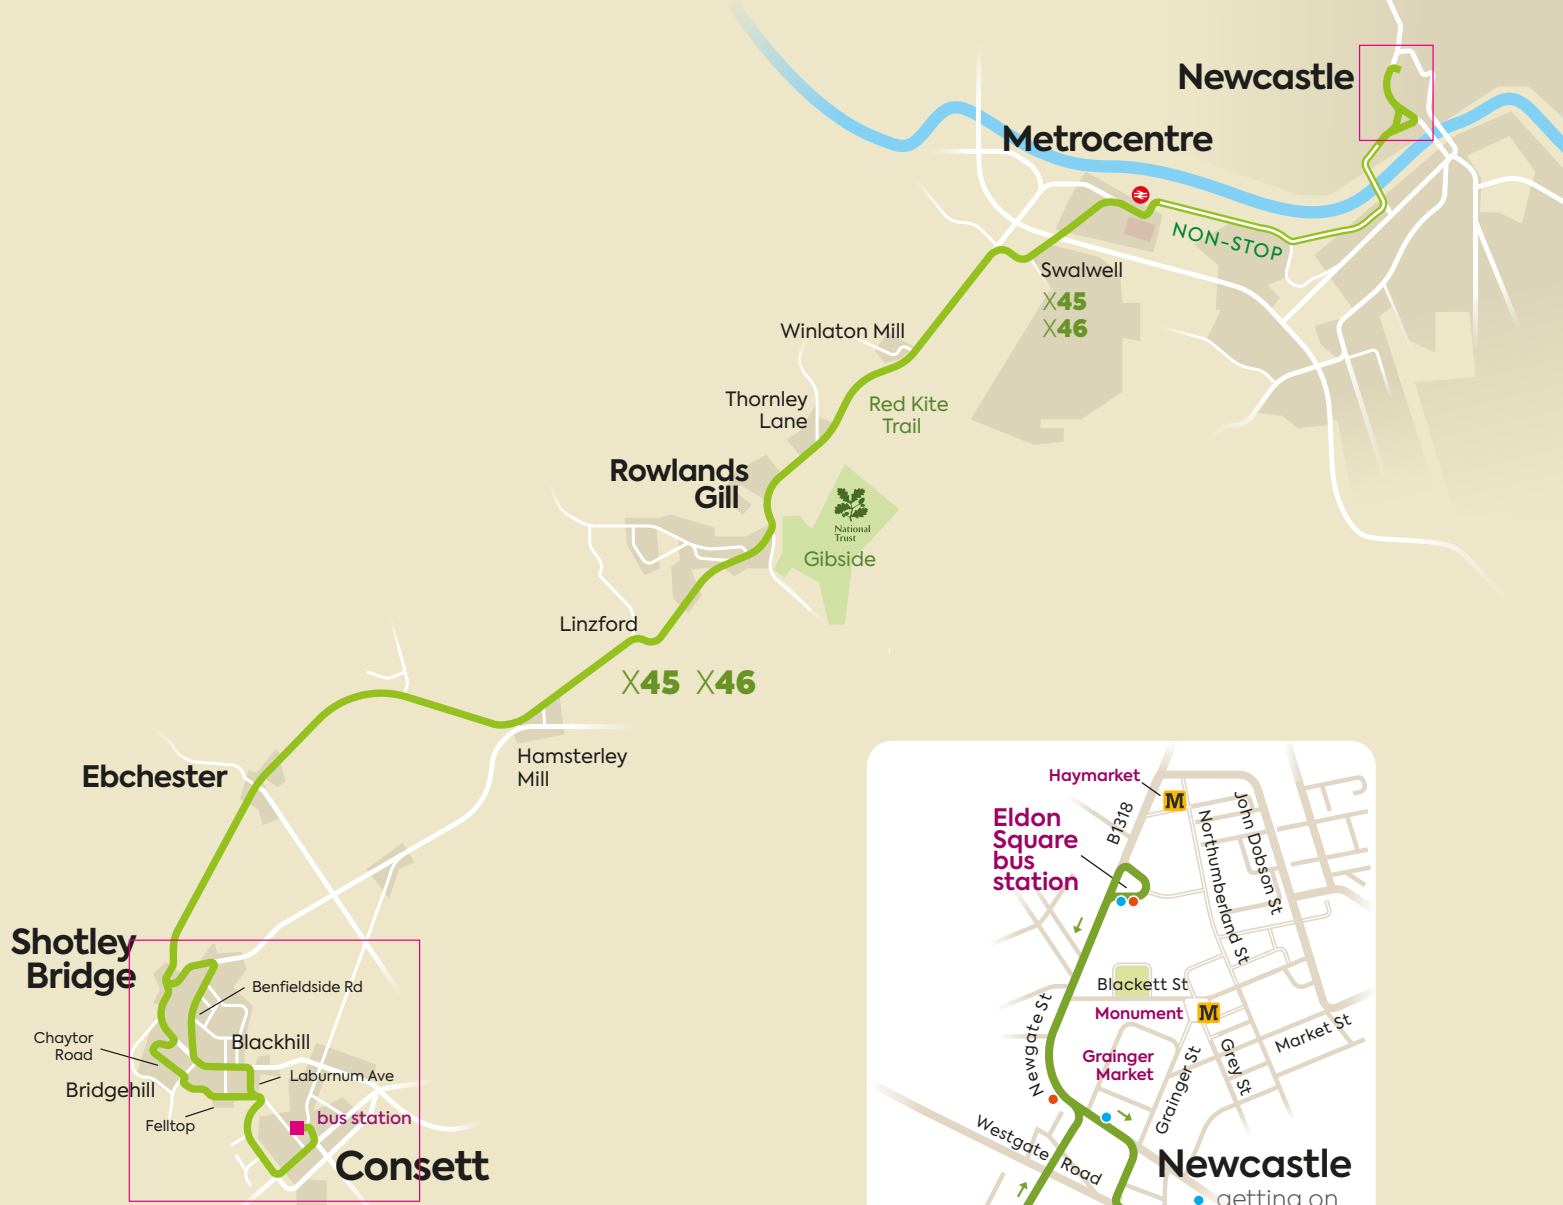 Newcastle
Metrocentre
NON-STOP
Swalwell
X45
X46
Winlaton Mill
Thornley
Lane
Red Kite
Trail
Rowlands
Gill
National
Trust
Gibside
Linzford
X45 X46
Hamsterley
Mill
Ebchester
Shotley
Bridge
Benfieldside Rd
Chaytor
Road
Blackhill
Bridgehill
Laburnum Ave
Felltop
bus station
Consett
Haymarket
M
B1318
Eldon
Square
bus
station
John Dobson St
Northumberland St
Blackett St
Monument
M
Newgate St
Grainger
Market
Grainger St
Grey St
Market St
Westgate Road
Newcastle
getting on